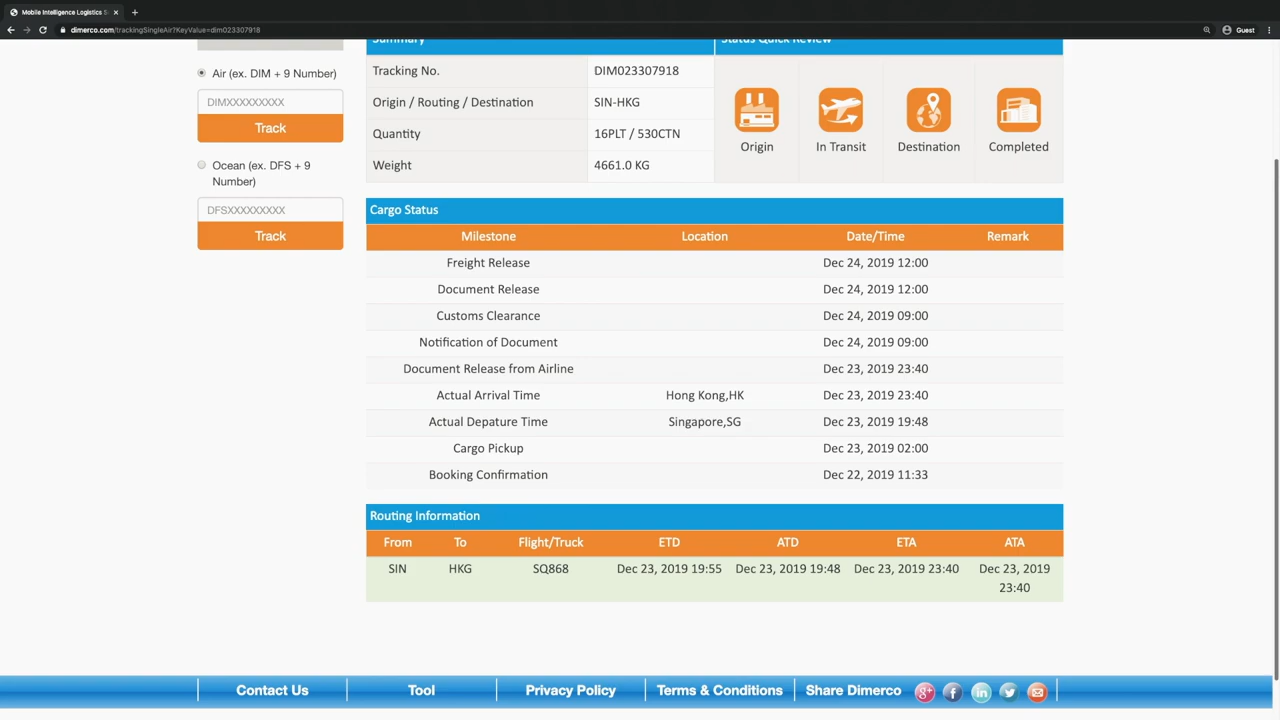 Mobile Intelligence Logistics S
dimerco.com/trackingSingleAir?KeyValue=dim023307918
Guest
Summary
Status Quick Review
Air (ex. DIM + 9 Number)
DIMXXXXXXXXX
Track
Ocean (ex. DFS + 9
Number)
DFSXXXXXXXXX
Track
Tracking No. DIM023307918
Origin / Routing / Destination SIN-HKG
Quantity 16PLT / 530CTN
Weight 4661.0 KG
Origin In Transit Destination Completed
Cargo Status
Milestone Location Date/Time Remark
Freight Release Dec 24, 2019 12:00
Document Release Dec 24, 2019 12:00
Customs Clearance Dec 24, 2019 09:00
Notification of Document Dec 24, 2019 09:00
Document Release from Airline Dec 23, 2019 23:40
Actual Arrival Time Hong Kong,HK Dec 23, 2019 23:40
Actual Depature Time Singapore,SG Dec 23, 2019 19:48
Cargo Pickup Dec 23, 2019 02:00
Booking Confirmation Dec 22, 2019 11:33
Routing Information
From To Flight/Truck ETD ATD ETA ATA
SIN HKG SQ868 Dec 23, 2019 19:55 Dec 23, 2019 19:48 Dec 23, 2019 23:40 Dec 23, 2019
23:40
Contact Us Tool Privacy Policy Terms & Conditions Share Dimerco